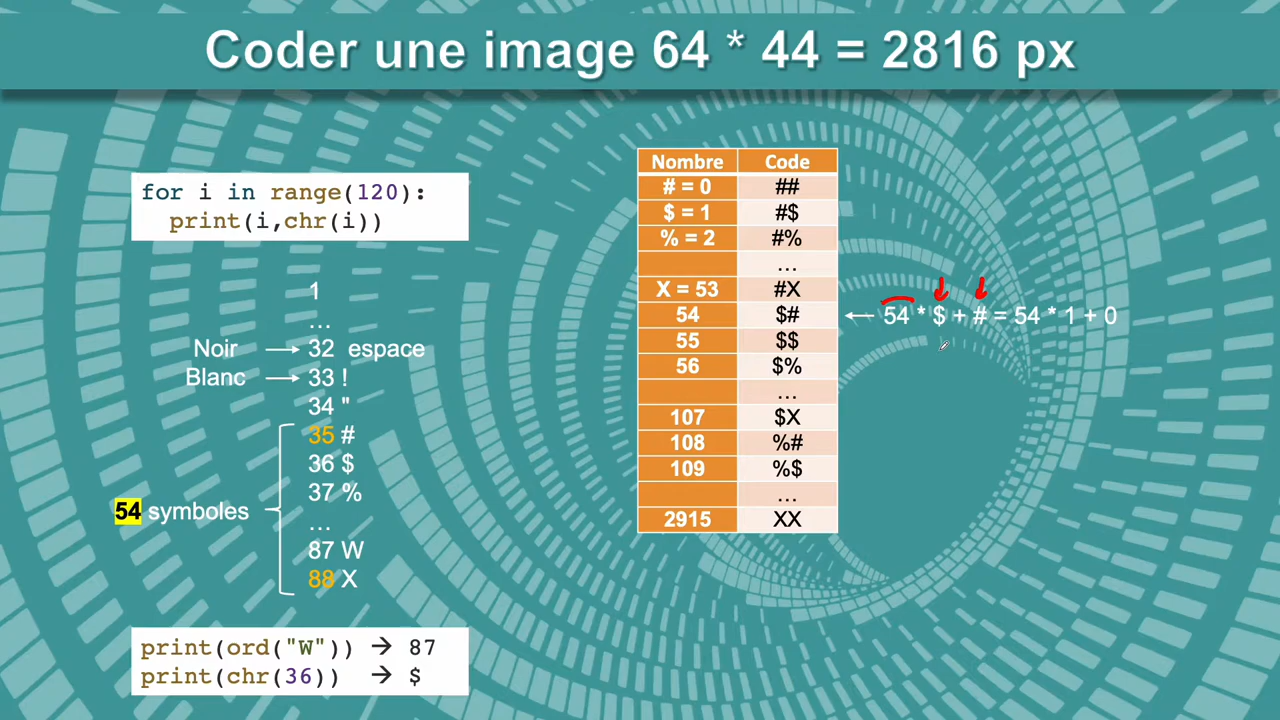 Coder une image 64 * 44 = 2816 px
for i in range(120):
print(i,chr(i))
1
...
Noir → 32 espace
Blanc → 33 !
34 "
35 #
36 $
37 %
54 symboles
...
87 W
88 X
print(ord("W")) → 87
print(chr(36)) → $
Nombre Code
# = 0 ##
$ = 1 #$
% = 2 #%
...
X = 53 #X
54 $# ← 54 * $ + # = 54 * 1 + 0
55 $$
56 $%
...
107 $X
108 %#
109 %$
...
2915 XX